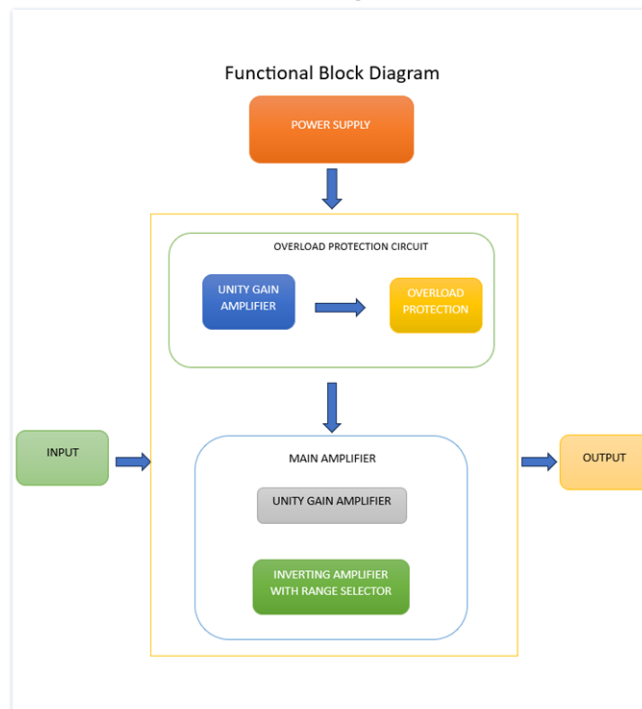 Functional Block Diagram
POWER SUPPLY
OVERLOAD PROTECTION CIRCUIT
UNITY GAIN
AMPLIFIER
OVERLOAD
PROTECTION
INPUT
MAIN AMPLIFIER
UNITY GAIN AMPLIFIER
INVERTING AMPLIFIER
WITH RANGE SELECTOR
OUTPUT